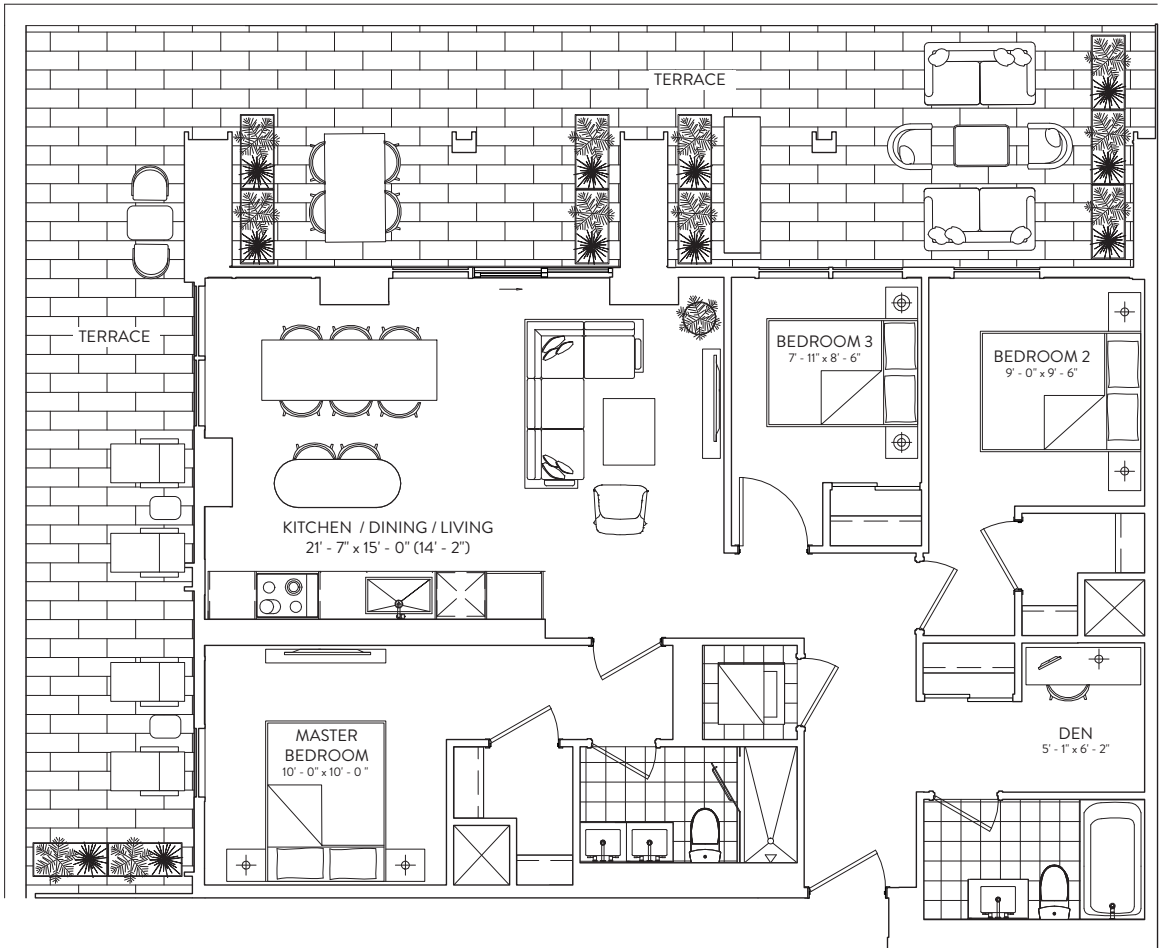 TERRACE
TERRACE
BEDROOM 3
7' - 11" x 8' - 6"
BEDROOM 2
9' - 0" x 9' - 6"
KITCHEN / DINING / LIVING
21' - 7" x 15' - 0" (14' - 2")
MASTER
BEDROOM
10' - 0" x 10' - 0 "
DEN
5' - 1" x 6' - 2"